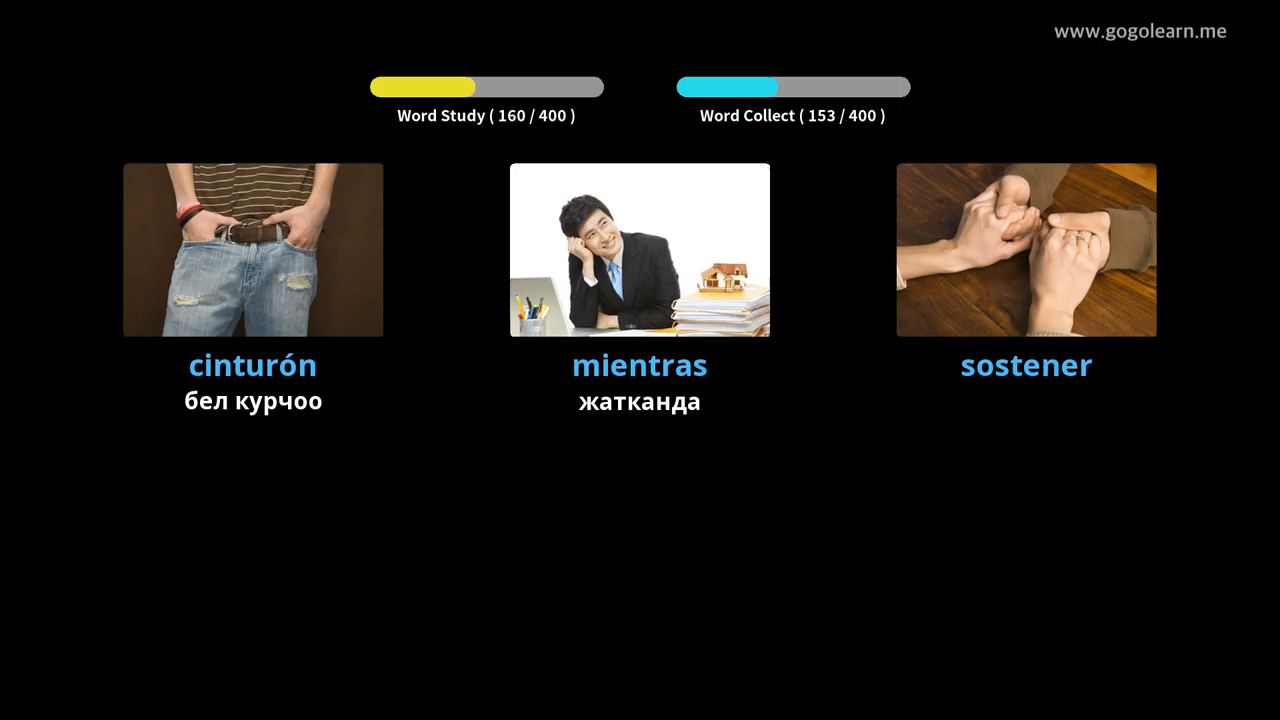 www.gogolearn.me
Word Study ( 160 / 400 )
Word Collect ( 153 / 400 )
cinturón
бел курчоо
mientras
жатканда
sostener